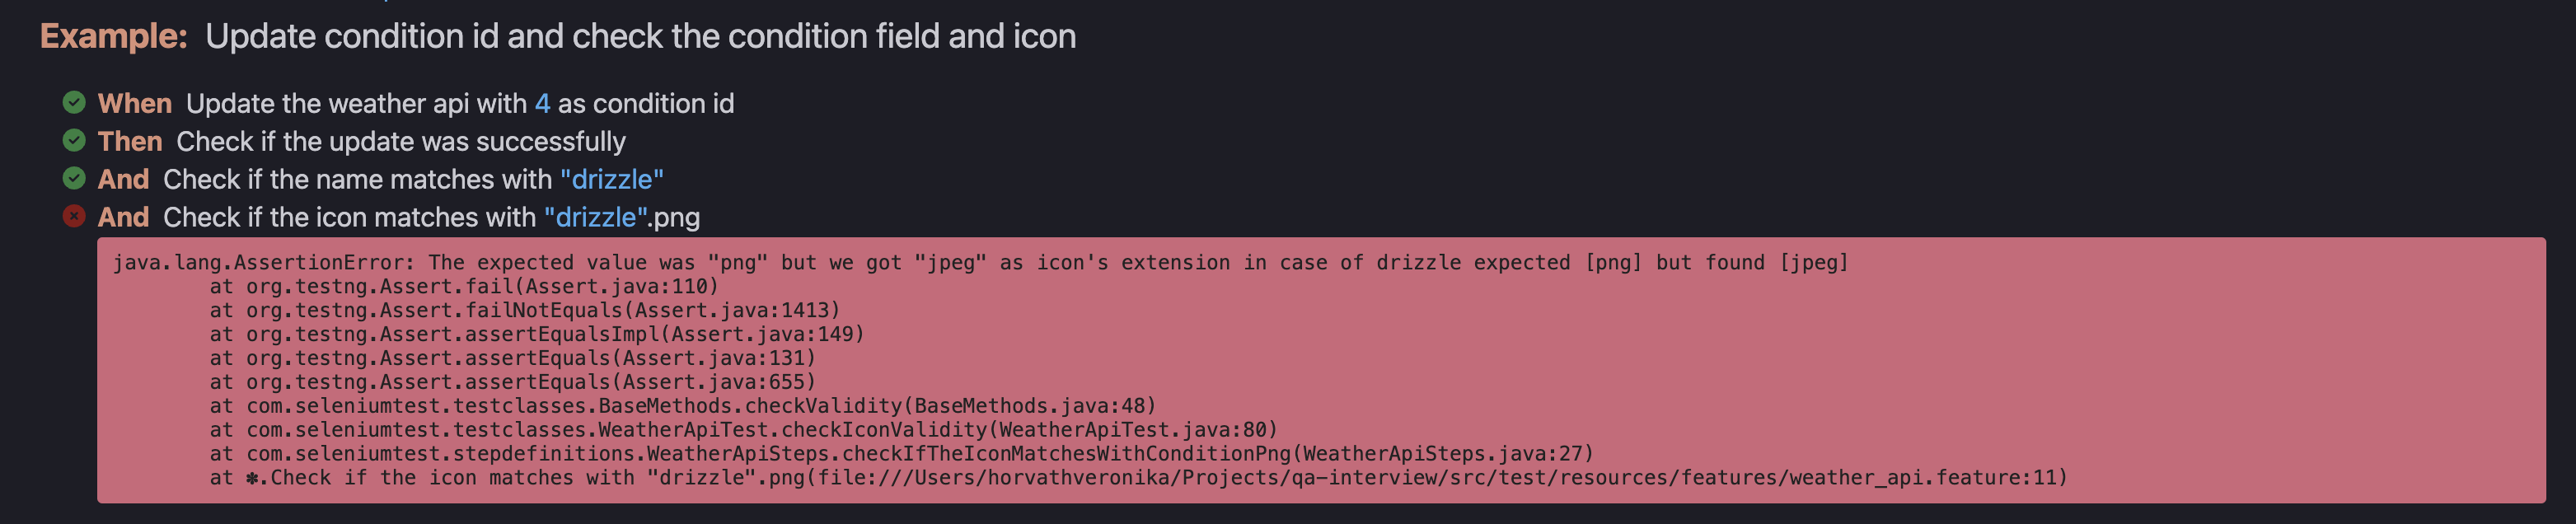 Example: Update condition id and check the condition field and icon
When Update the weather api with 4 as condition id
Then Check if the update was successfully
And Check if the name matches with "drizzle"
And Check if the icon matches with "drizzle".png
java.lang.AssertionError: The expected value was "png" but we got "jpeg" as icon's extension in case of drizzle expected [png] but found [jpeg]
at org.testng.Assert.fail(Assert.java:110)
at org.testng.Assert.failNotEquals(Assert.java:1413)
at org.testng.Assert.assertEqualsImpl(Assert.java:149)
at org.testng.Assert.assertEquals(Assert.java:131)
at org.testng.Assert.assertEquals(Assert.java:655)
at com.seleniumtest.testclasses.BaseMethods.checkValidity(BaseMethods.java:48)
at com.seleniumtest.testclasses.WeatherApiTest.checkIconValidity(WeatherApiTest.java:80)
at com.seleniumtest.stepdefinitions.WeatherApiSteps.checkIfTheIconMatchesWithConditionPng(WeatherApiSteps.java:27)
at ✽.Check if the icon matches with "drizzle".png(file:///Users/horvathveronika/Projects/qa-interview/src/test/resources/features/weather_api.feature:11)